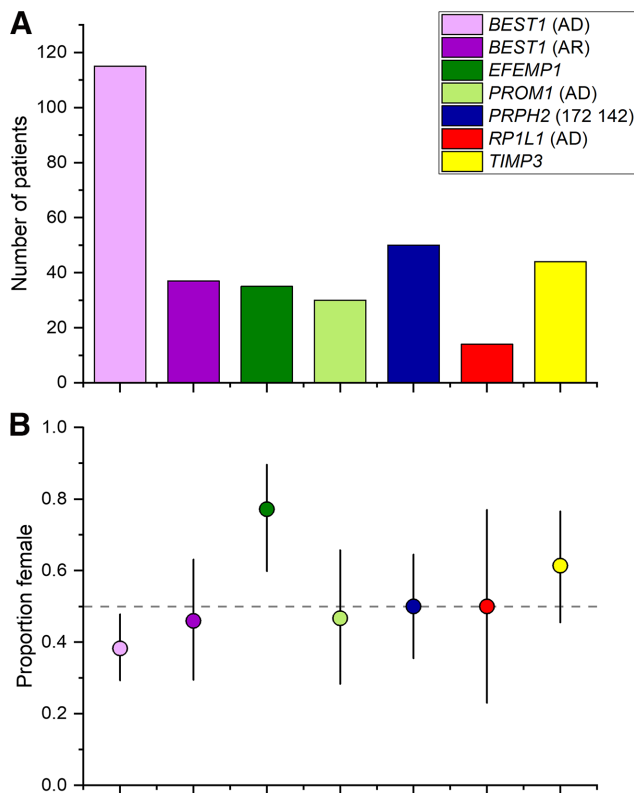 A
BEST1 (AD)
BEST1 (AR)
EFEMP1
PROM1 (AD)
PRPH2 (172 142)
RP1L1 (AD)
TIMP3
Number of patients
120
100
80
60
40
20
0
B
Proportion female
1.0
0.8
0.6
0.4
0.2
0.0